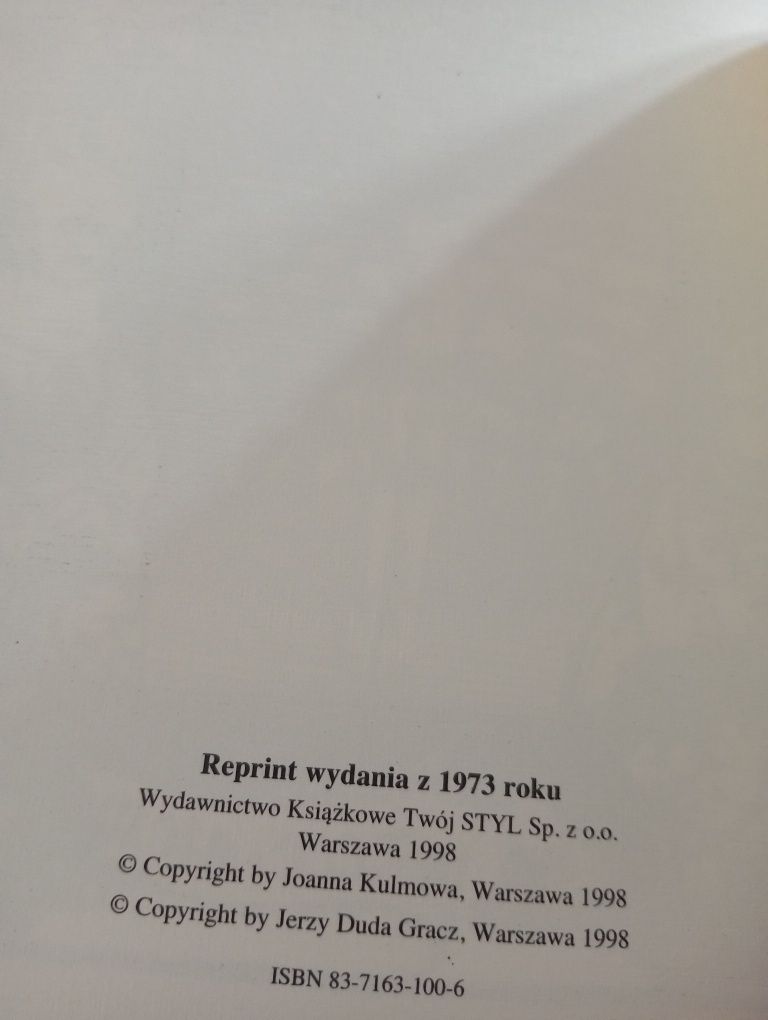 Reprint wydania z 1973 roku
Wydawnictwo Książkowe Twój STYL Sp. z o.o.
Warszawa 1998
© Copyright by Joanna Kulmowa, Warszawa 1998
© Copyright by Jerzy Duda Gracz, Warszawa 1998
ISBN 83-7163-100-6